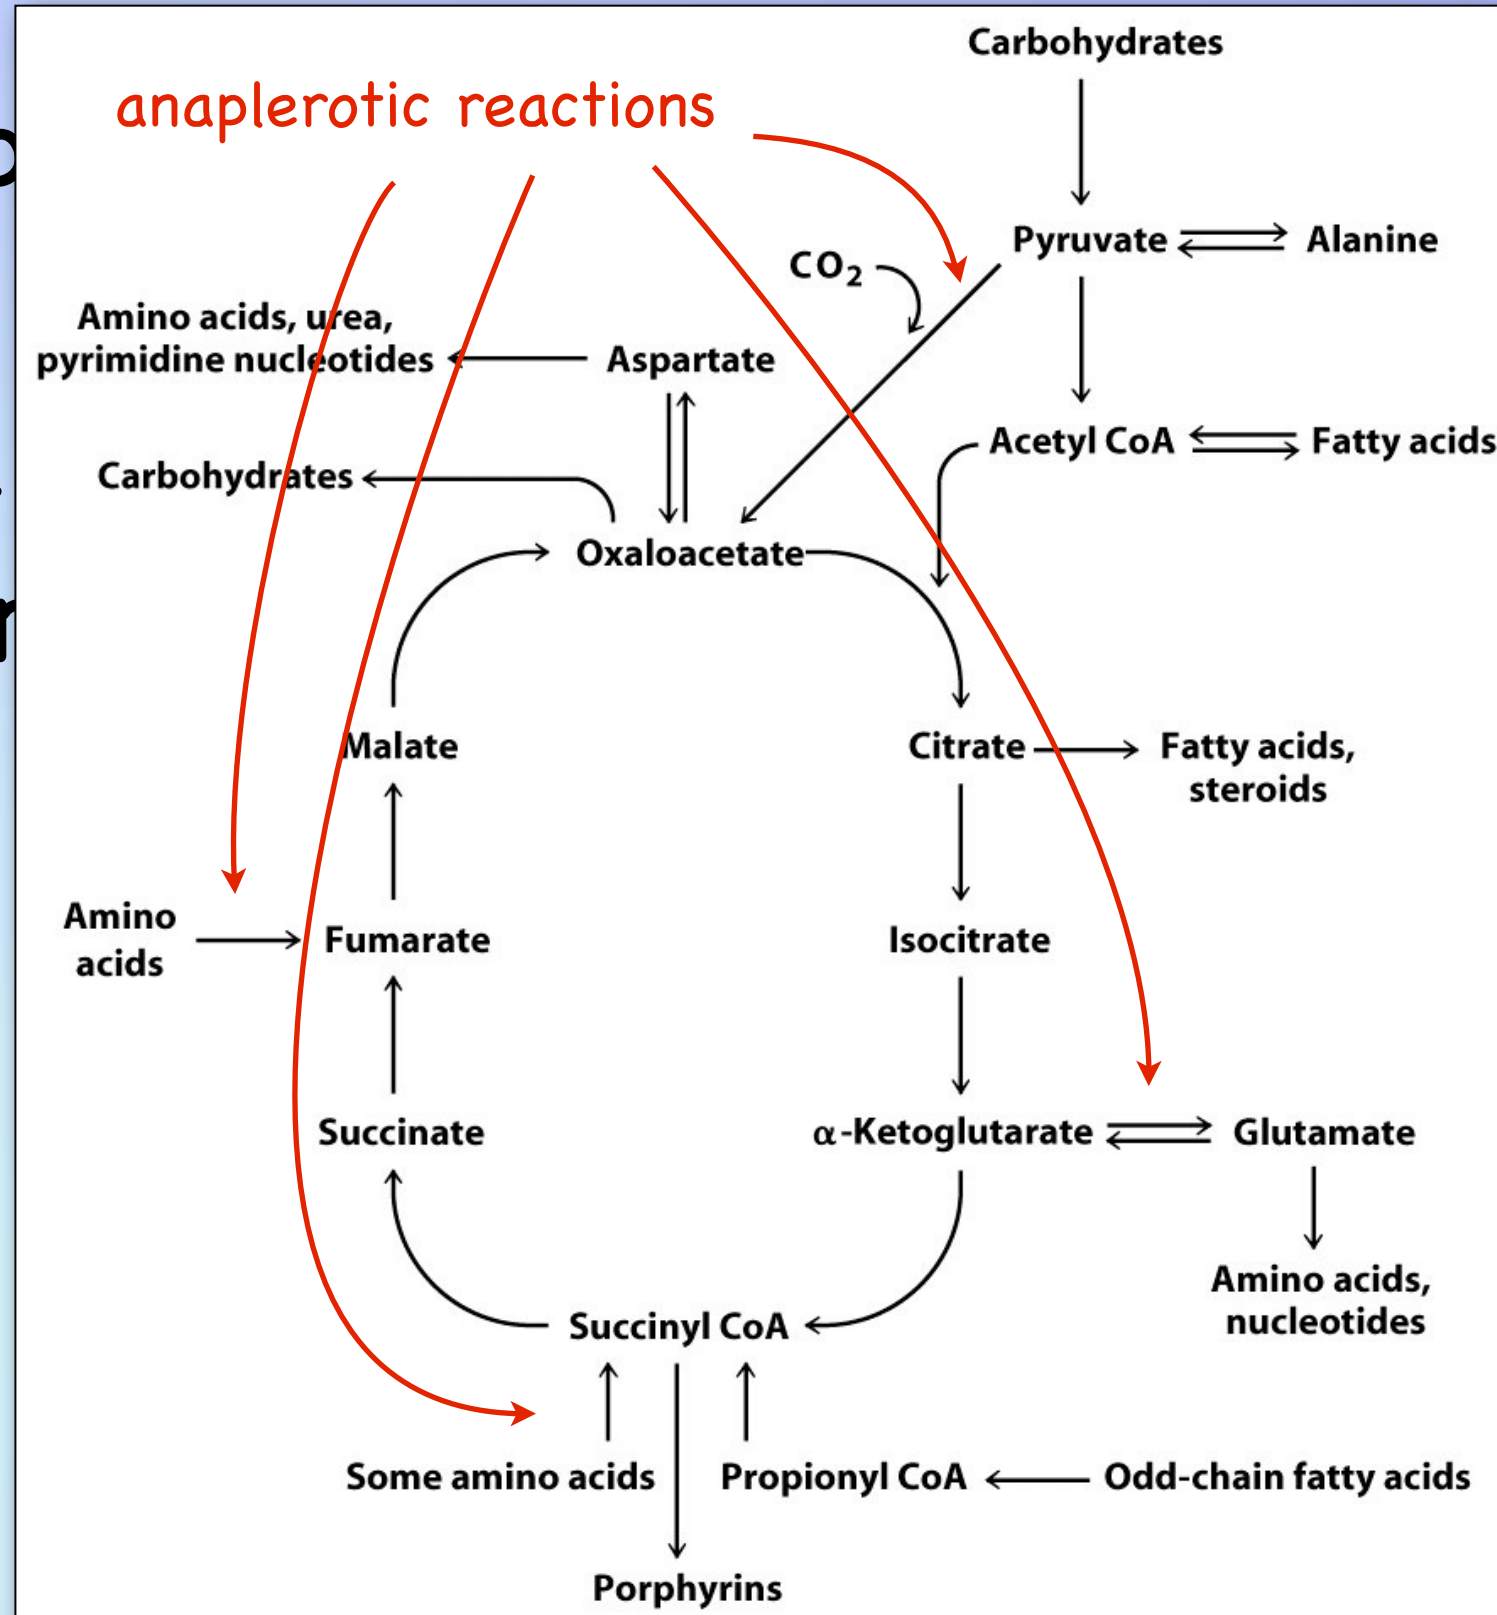 Carbohydrates
anaplerotic reactions
Pyruvate
Alanine
CO₂
Amino acids, urea,
pyrimidine nucleotides
Aspartate
Acetyl CoA
Fatty acids
Carbohydrates
Oxaloacetate
Malate
Citrate
Fatty acids,
steroids
Amino
acids
Fumarate
Isocitrate
Succinate
α-Ketoglutarate
Glutamate
Amino acids,
nucleotides
Succinyl CoA
Some amino acids
Propionyl CoA
Odd-chain fatty acids
Porphyrins